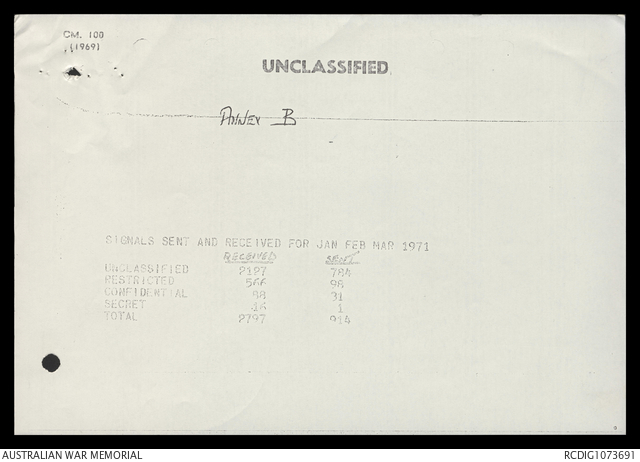 CM. 100
(1969)
UNCLASSIFIED
ANNEX B
SIGNALS SENT AND RECEIVED FOR JAN FEB MAR 1971
RECEIVED SENT
UNCLASSIFIED 2127 784
RESTRICTED 566 98
CONFIDENTIAL 88 31
SECRET 16 1
TOTAL 2797 914
AUSTRALIAN WAR MEMORIAL
RCDIG1073691